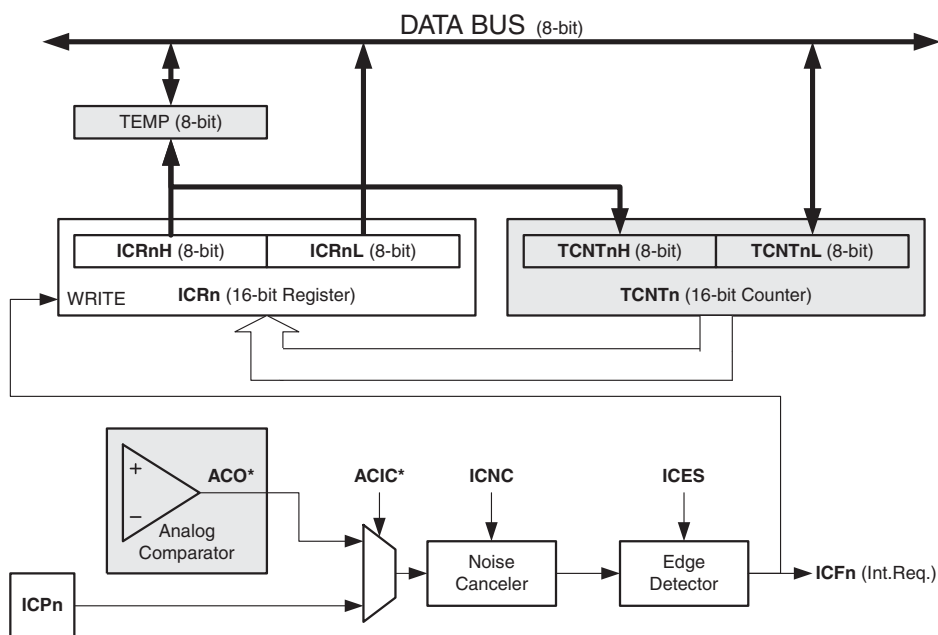 DATA BUS (8-bit)
TEMP (8-bit)
ICRnH (8-bit) ICRnL (8-bit)
WRITE
ICRn (16-bit Register)
TCNTnH (8-bit) TCNTnL (8-bit)
TCNTn (16-bit Counter)
+
−
ACO*
Analog
Comparator
ACIC*
ICNC
ICES
Noise
Canceler
Edge
Detector
ICFn (Int.Req.)
ICPn